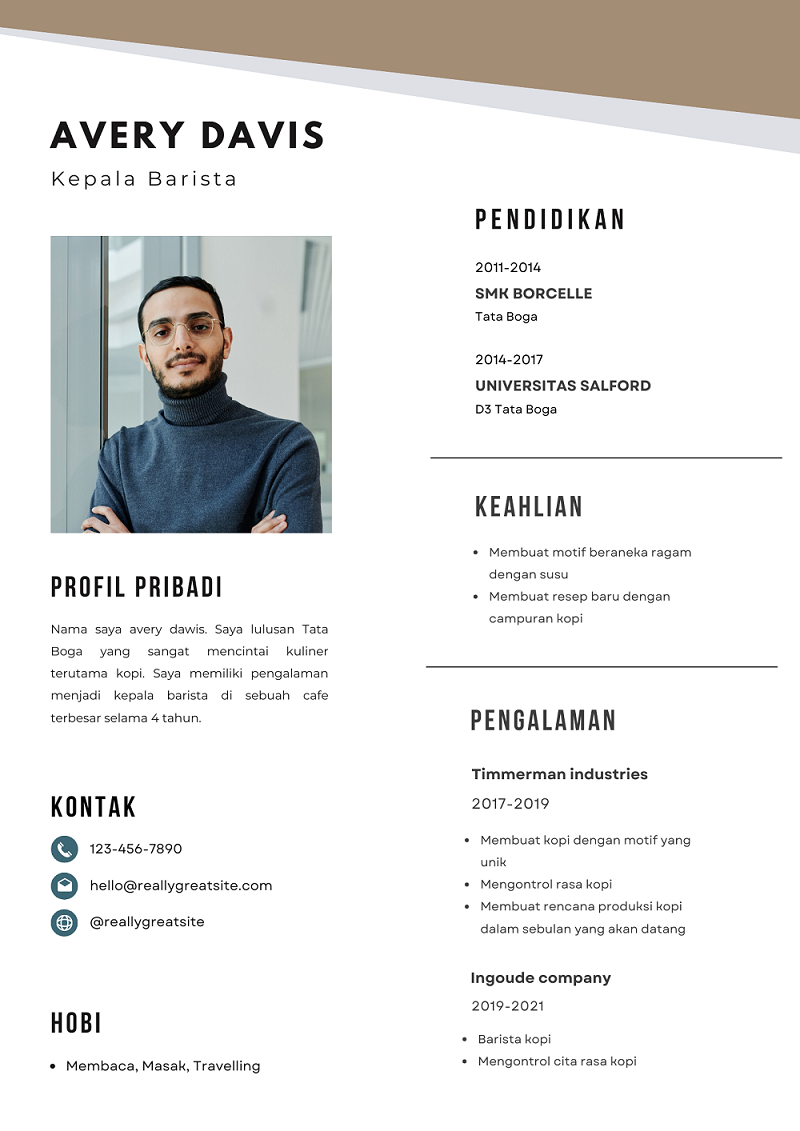 AVERY DAVIS
Kepala Barista
PROFIL PRIBADI
Nama saya avery dawis. Saya lulusan Tata
Boga yang sangat mencintai kuliner
terutama kopi. Saya memiliki pengalaman
menjadi kepala barista di sebuah cafe
terbesar selama 4 tahun.
KONTAK
123-456-7890
hello@reallygreatsite.com
@reallygreatsite
HOBI
• Membaca, Masak, Travelling
PENDIDIKAN
2011-2014
SMK BORCELLE
Tata Boga
2014-2017
UNIVERSITAS SALFORD
D3 Tata Boga
KEAHLIAN
• Membuat motif beraneka ragam
dengan susu
• Membuat resep baru dengan
campuran kopi
PENGALAMAN
Timmerman industries
2017-2019
• Membuat kopi dengan motif yang
unik
• Mengontrol rasa kopi
• Membuat rencana produksi kopi
dalam sebulan yang akan datang
Ingoude company
2019-2021
• Barista kopi
• Mengontrol cita rasa kopi